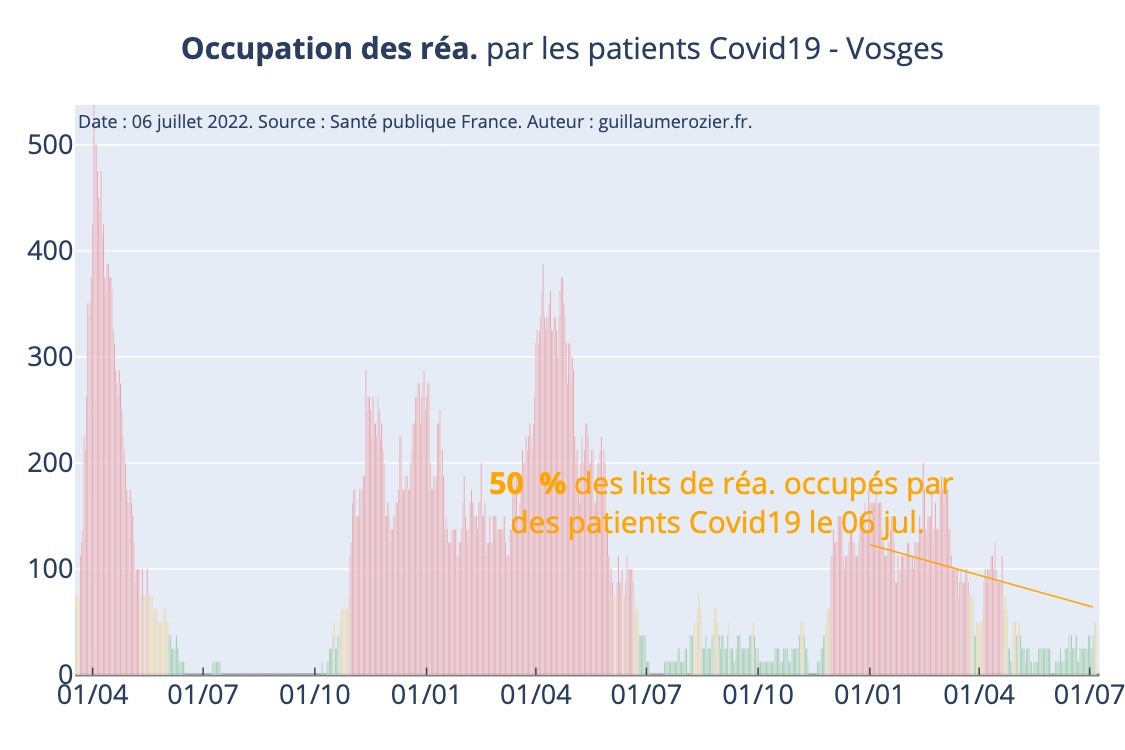 Occupation des réa. par les patients Covid19 - Vosges
Date : 06 juillet 2022. Source : Santé publique France. Auteur : guillaumerozier.fr.
500
400
300
200
50 % des lits de réa. occupés par
des patients Covid19 le 06 jul.
100
0
01/04 01/07 01/10 01/01 01/04 01/07 01/10 01/01 01/04 01/07